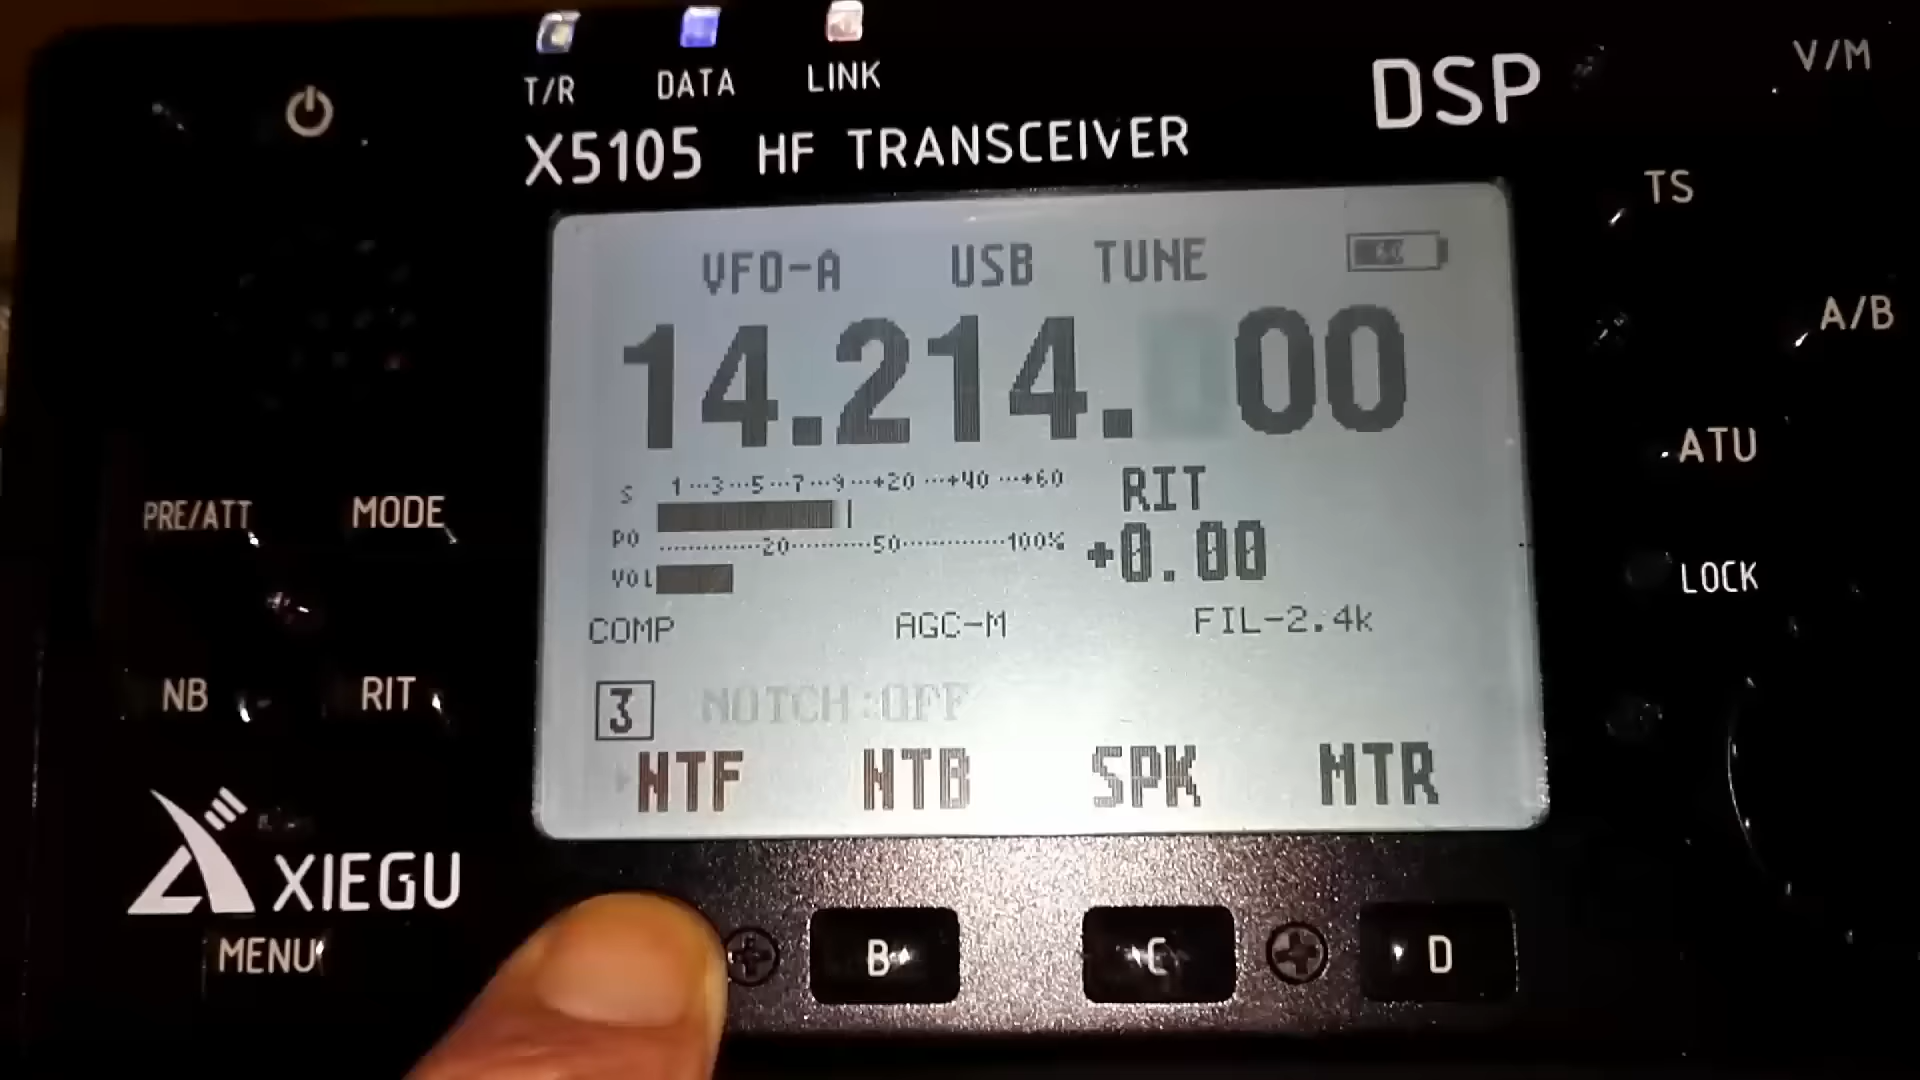 T/R DATA LINK
DSP
V/M
X5105 HF TRANSCEIVER
TS
VFO-A USB TUNE
14.214.000
A/B
ATU
S 1···3···5···7···9···+20···+40···+60
RIT
PO ············20·········50············100%
+0.00
VOL
PRE/ATT MODE
LOCK
COMP AGC-M FIL-2.4k
NB RIT
3 NOTCH:OFF
NTF NTB SPK MTR
XIEGU
MENU
B C D